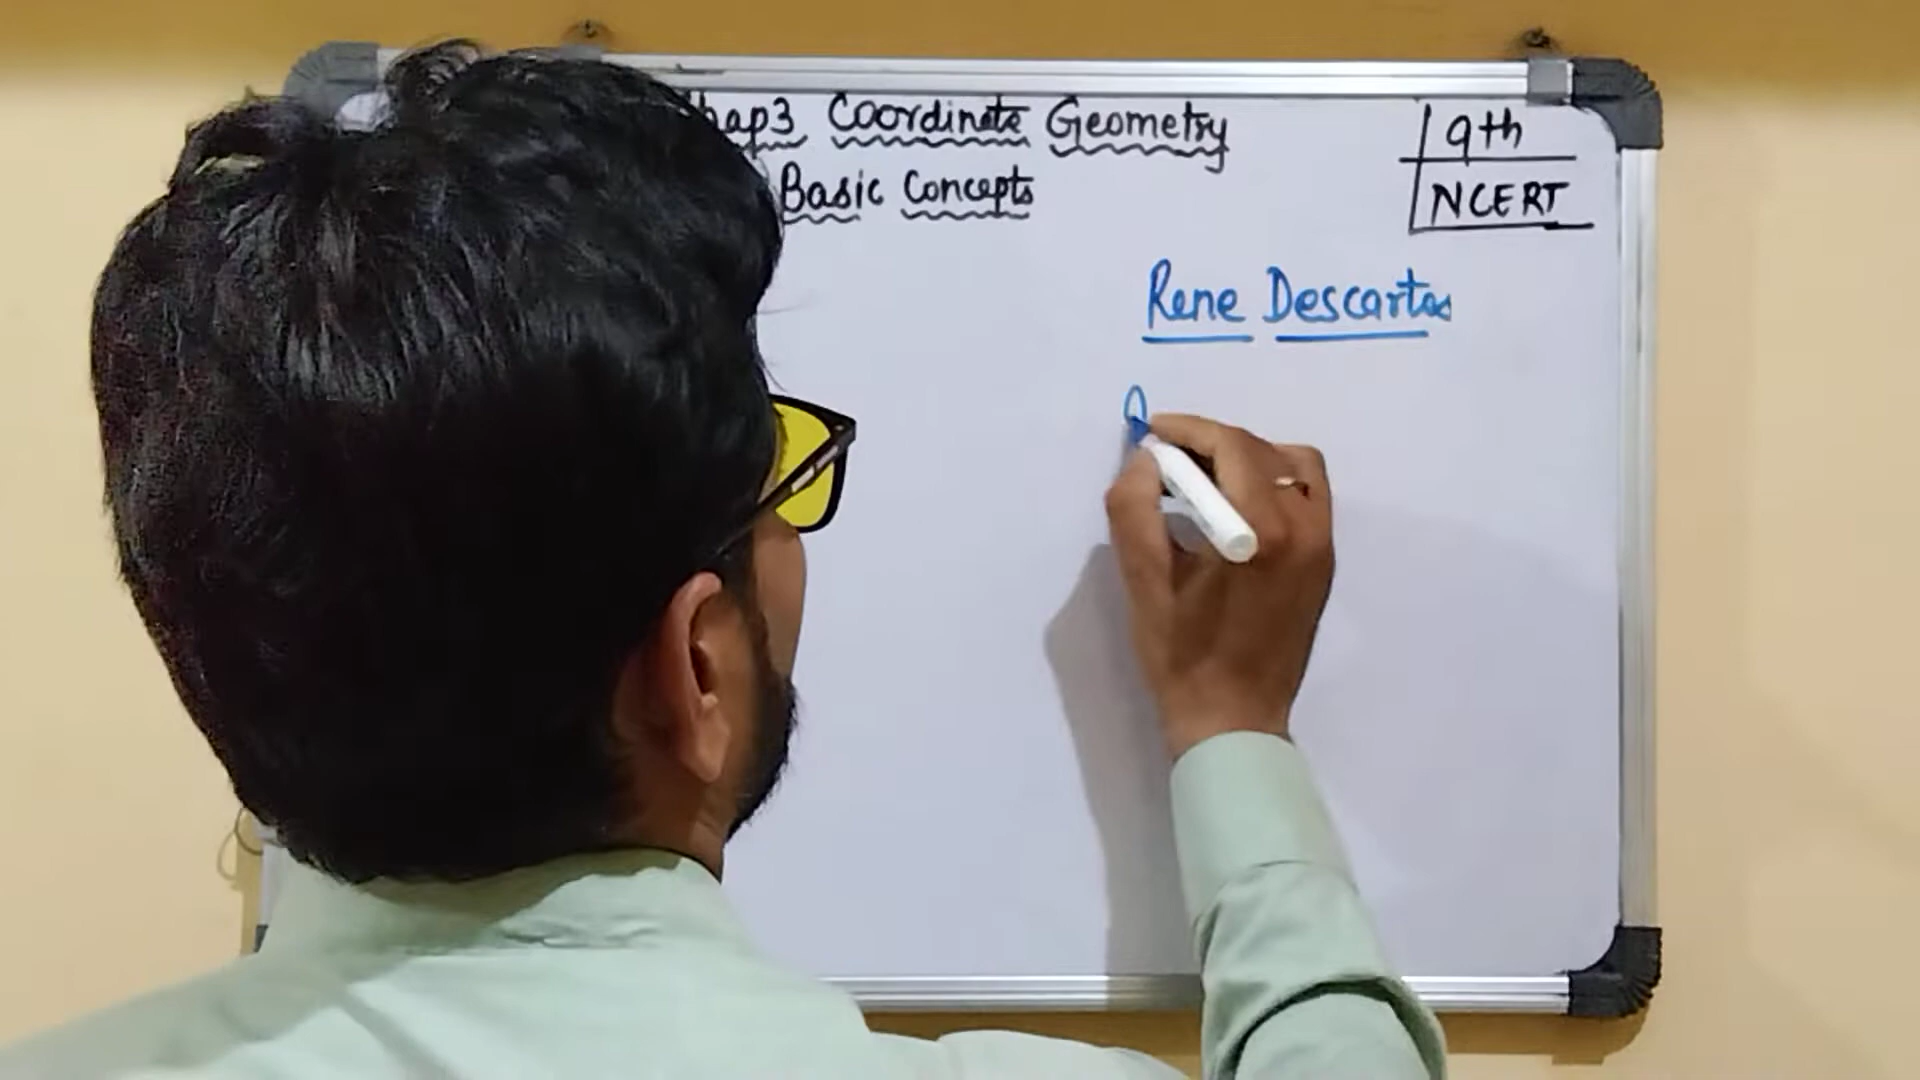 Chap3 Coordinate Geometry
Basic Concepts
9th
NCERT
Rene Descartes